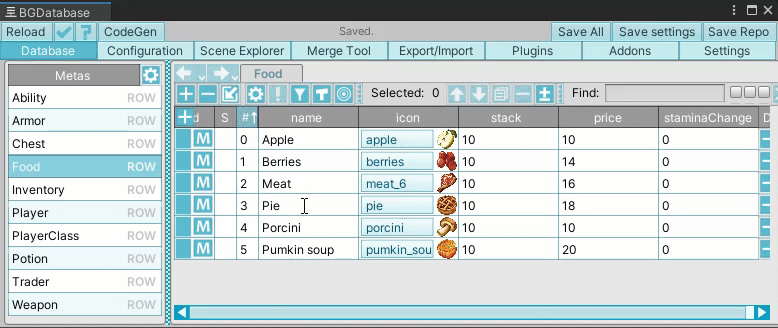 BGDatabase
Reload ? CodeGen Saved. Save All Save settings Save Repo
Database Configuration Scene Explorer Merge Tool Export/Import Plugins Addons Settings
Metas
Food
Selected: 0 Find:
Ability ROW
Armor ROW
Chest ROW
Food ROW
Inventory ROW
Player ROW
PlayerClass ROW
Potion ROW
Trader ROW
Weapon ROW
d S # name icon stack price staminaChange D
M 0 Apple apple 10 10 0
M 1 Berries berries 10 14 0
M 2 Meat meat_6 10 16 0
M 3 Pie pie 10 18 0
M 4 Porcini porcini 10 10 0
M 5 Pumkin soup pumkin_sou 10 20 0